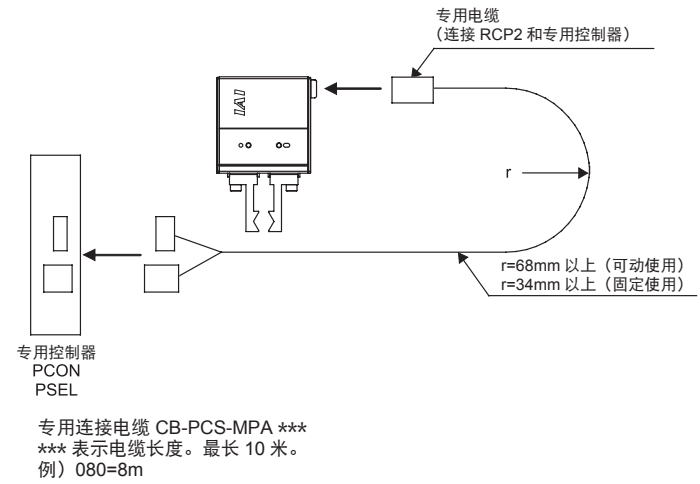 专用电缆
（连接 RCP2 和专用控制器）
IAI
r
r=68mm 以上（可动使用）
r=34mm 以上（固定使用）
专用控制器
PCON
PSEL
专用连接电缆 CB-PCS-MPA ***
*** 表示电缆长度。最长 10 米。
例）080=8m